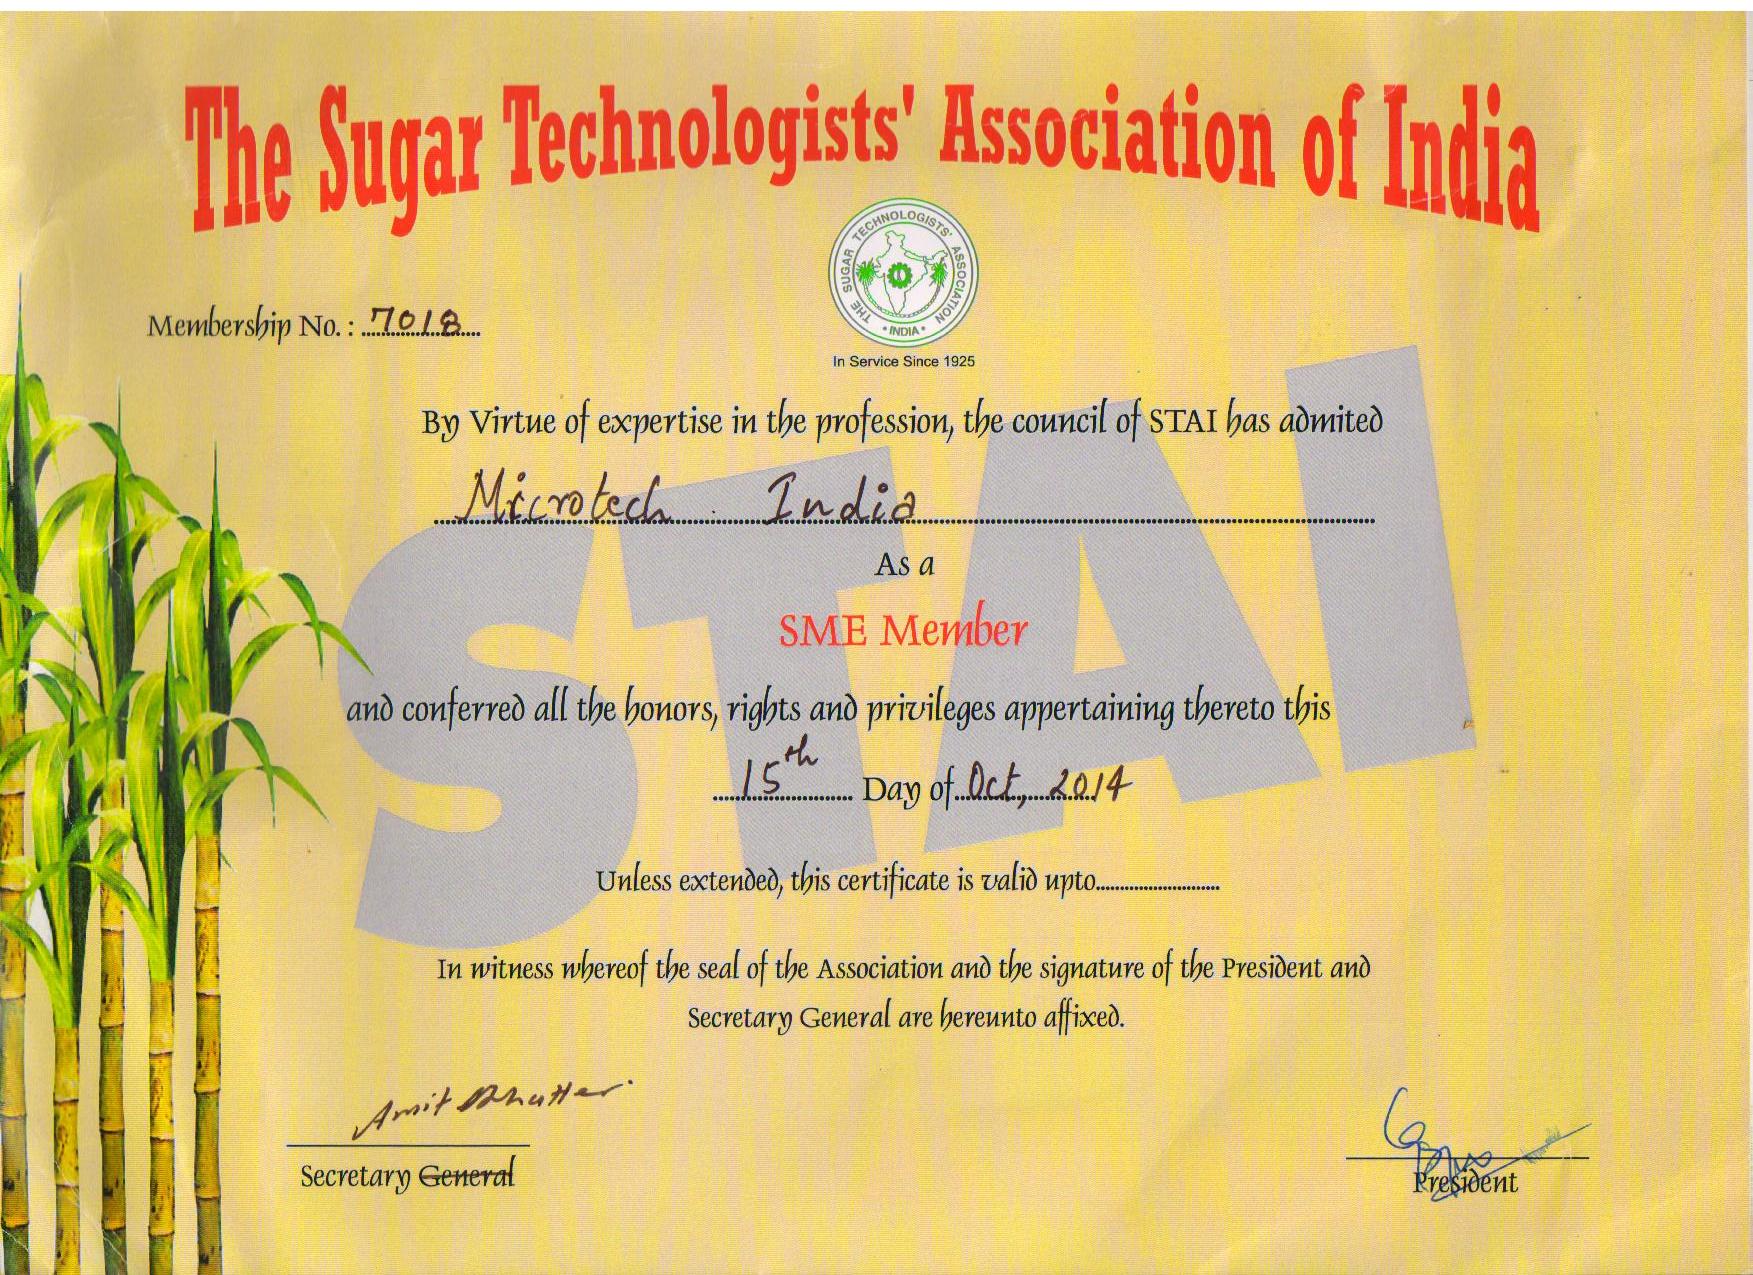 The Sugar Technologists' Association of India
THE SUGAR TECHNOLOGISTS' ASSOCIATION
• INDIA •
In Service Since 1925
Membership No. : 7018
STAI
By Virtue of expertise in the profession, the council of STAI has admited
Microtech India
As a
SME Member
and conferred all the honors, rights and privileges appertaining thereto this
15th Day of Oct, 2014
Unless extended, this certificate is valid upto
In witness whereof the seal of the Association and the signature of the President and
Secretary General are hereunto affixed.
Amit Bhattar
Secretary General
President